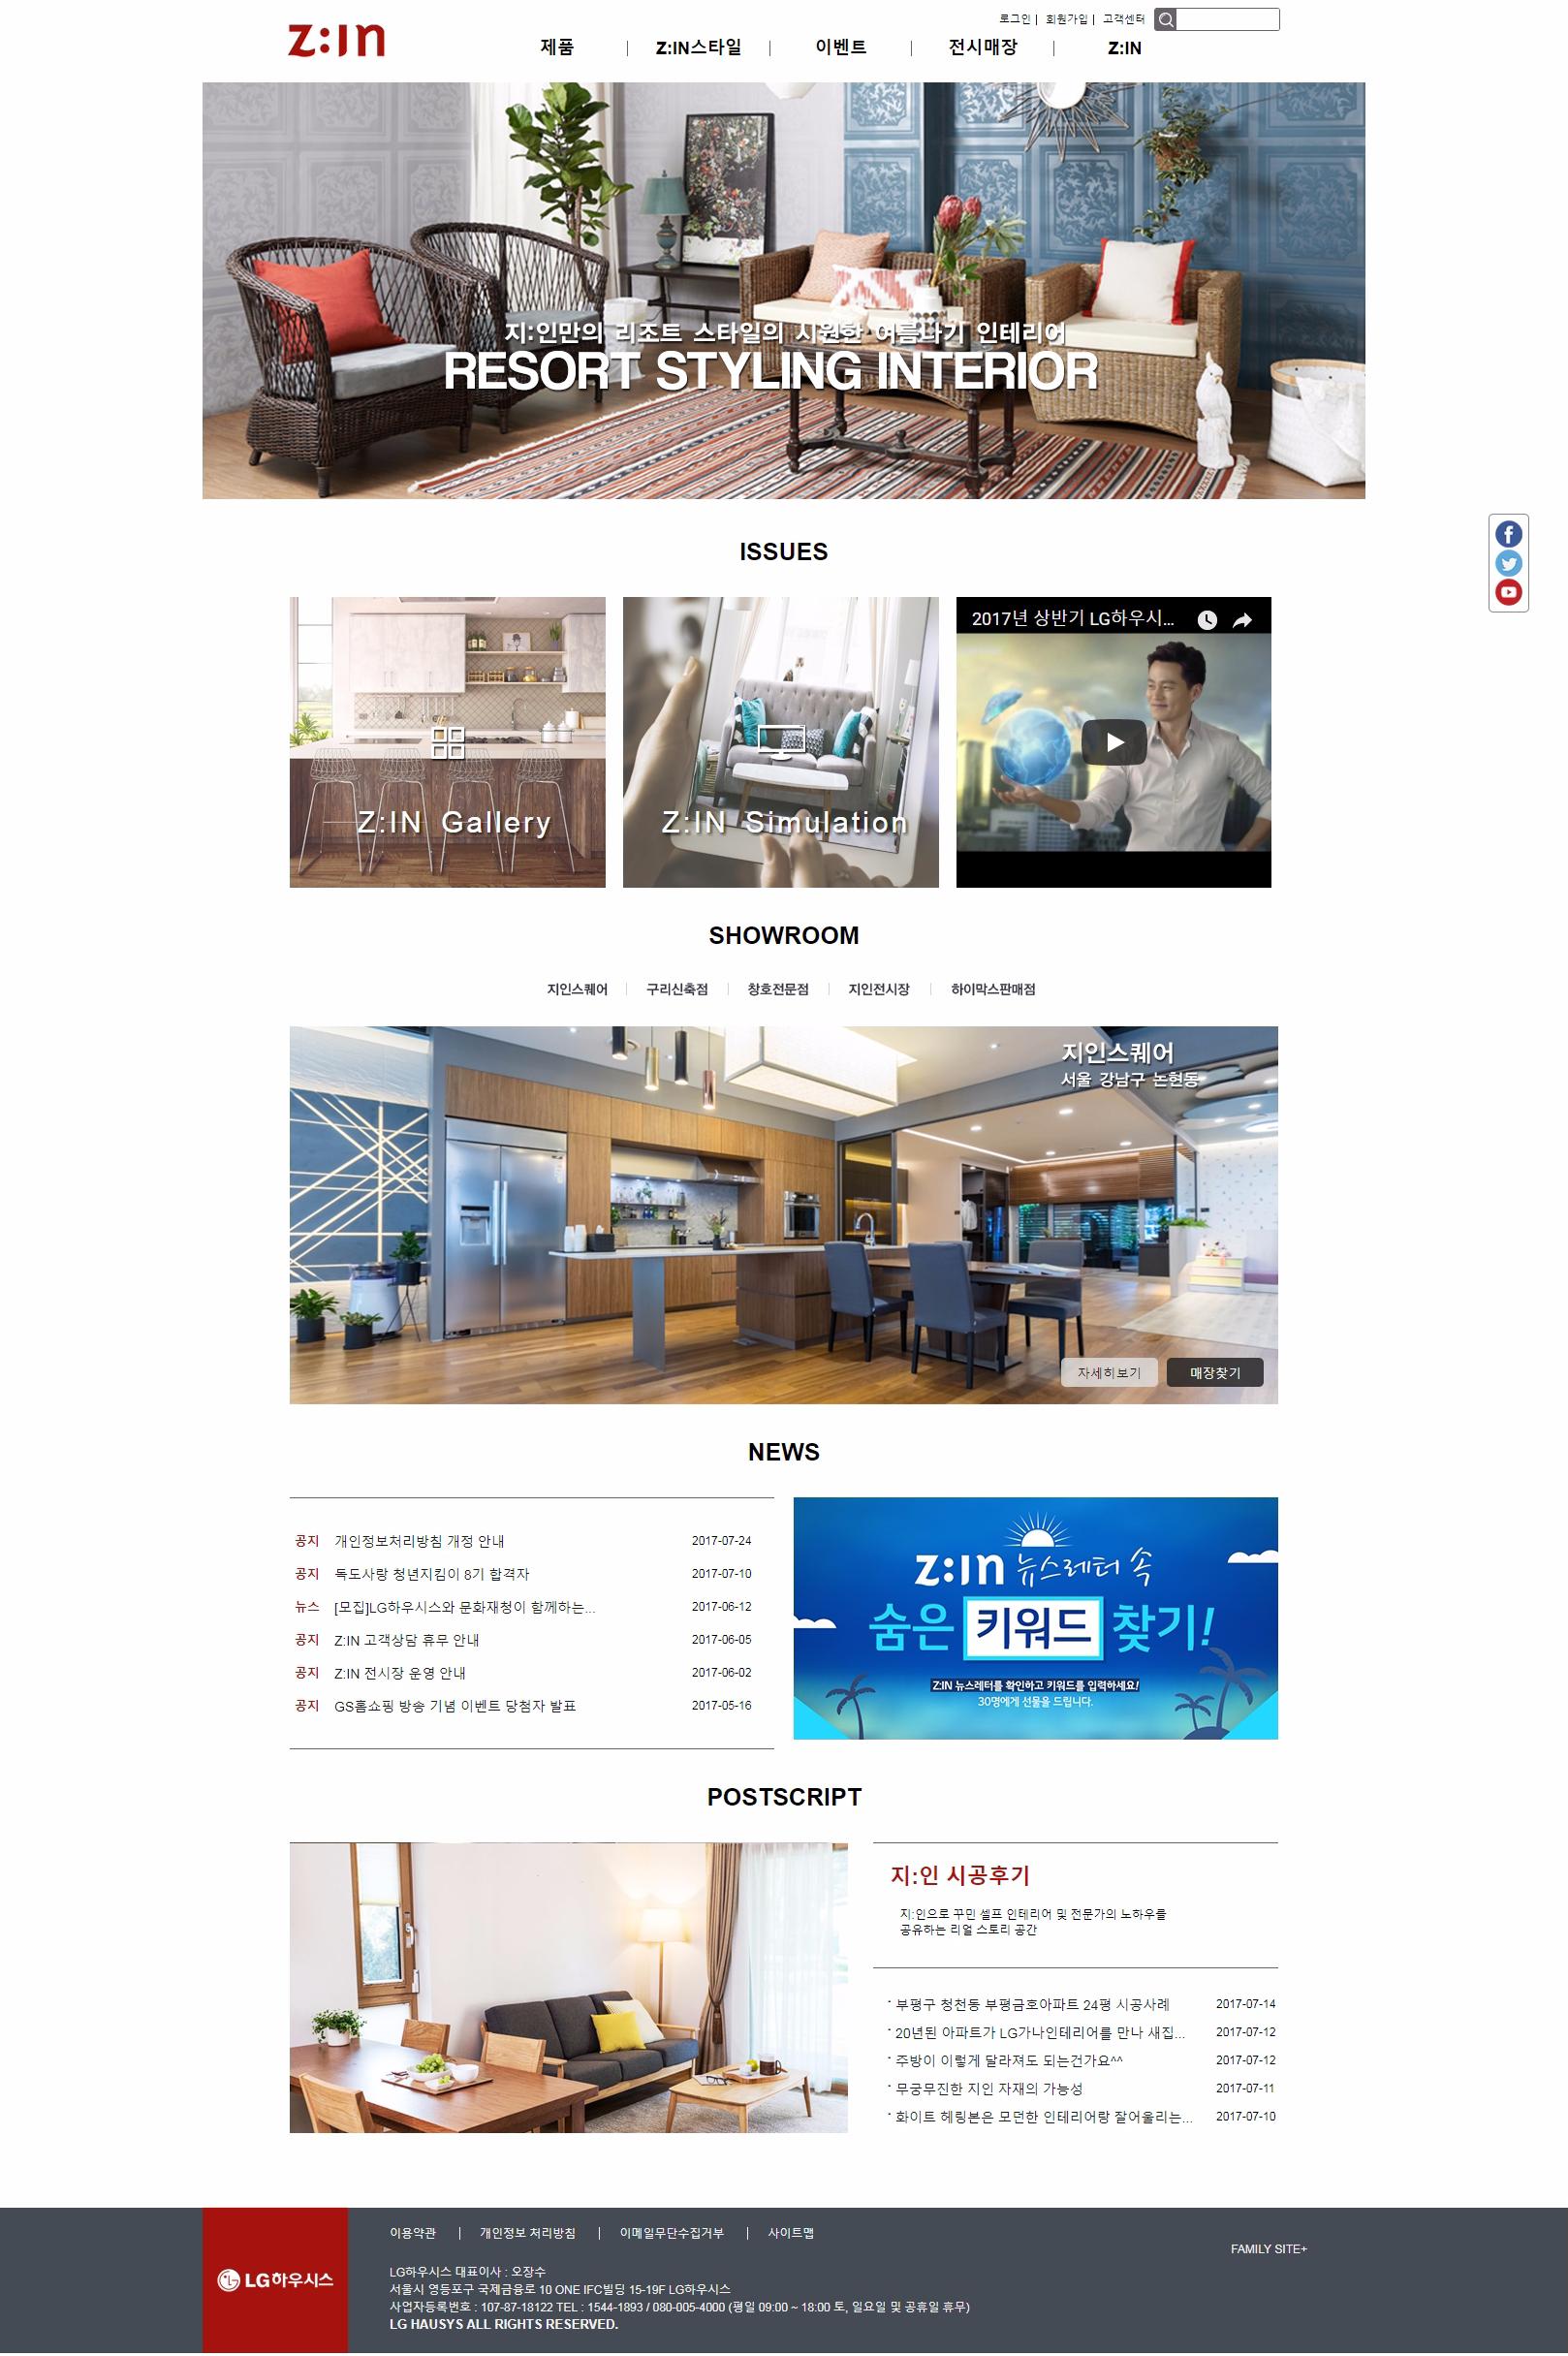 로그인 | 회원가입 | 고객센터
z:ın
제품 | Z:IN스타일 | 이벤트 | 전시매장 | Z:IN
지:인만의 리조트 스타일의 시원한 여름나기 인테리어
RESORT STYLING INTERIOR
ISSUES
Z:IN Gallery
Z:IN Simulation
2017년 상반기 LG하우시...
SHOWROOM
지인스퀘어 | 구리신축점 | 창호전문점 | 지인전시장 | 하이막스판매점
지인스퀘어
서울 강남구 논현동
자세히보기 매장찾기
NEWS
공지 개인정보처리방침 개정 안내 2017-07-24
공지 독도사랑 청년지킴이 8기 합격자 2017-07-10
뉴스 [모집]LG하우시스와 문화재청이 함께하는... 2017-06-12
공지 Z:IN 고객상담 휴무 안내 2017-06-05
공지 Z:IN 전시장 운영 안내 2017-06-02
공지 GS홈쇼핑 방송 기념 이벤트 당첨자 발표 2017-05-16
z:ın 뉴스레터 속
숨은 키워드 찾기!
Z:IN 뉴스레터를 확인하고 키워드를 입력하세요!
30명에게 선물을 드립니다.
POSTSCRIPT
지:인 시공후기
지:인으로 꾸민 셀프 인테리어 및 전문가의 노하우를
공유하는 리얼 스토리 공간
· 부평구 청천동 부평금호아파트 24평 시공사례 2017-07-14
· 20년된 아파트가 LG가나인테리어를 만나 새집... 2017-07-12
· 주방이 이렇게 달라져도 되는건가요^^ 2017-07-12
· 무궁무진한 지인 자재의 가능성 2017-07-11
· 화이트 헤링본은 모던한 인테리어랑 잘어울리는... 2017-07-10
LG하우시스
이용약관 | 개인정보 처리방침 | 이메일무단수집거부 | 사이트맵
FAMILY SITE+
LG하우시스 대표이사 : 오장수
서울시 영등포구 국제금융로 10 ONE IFC빌딩 15-19F LG하우시스
사업자등록번호 : 107-87-18122 TEL : 1544-1893 / 080-005-4000 (평일 09:00 ~ 18:00 토, 일요일 및 공휴일 휴무)
LG HAUSYS ALL RIGHTS RESERVED.